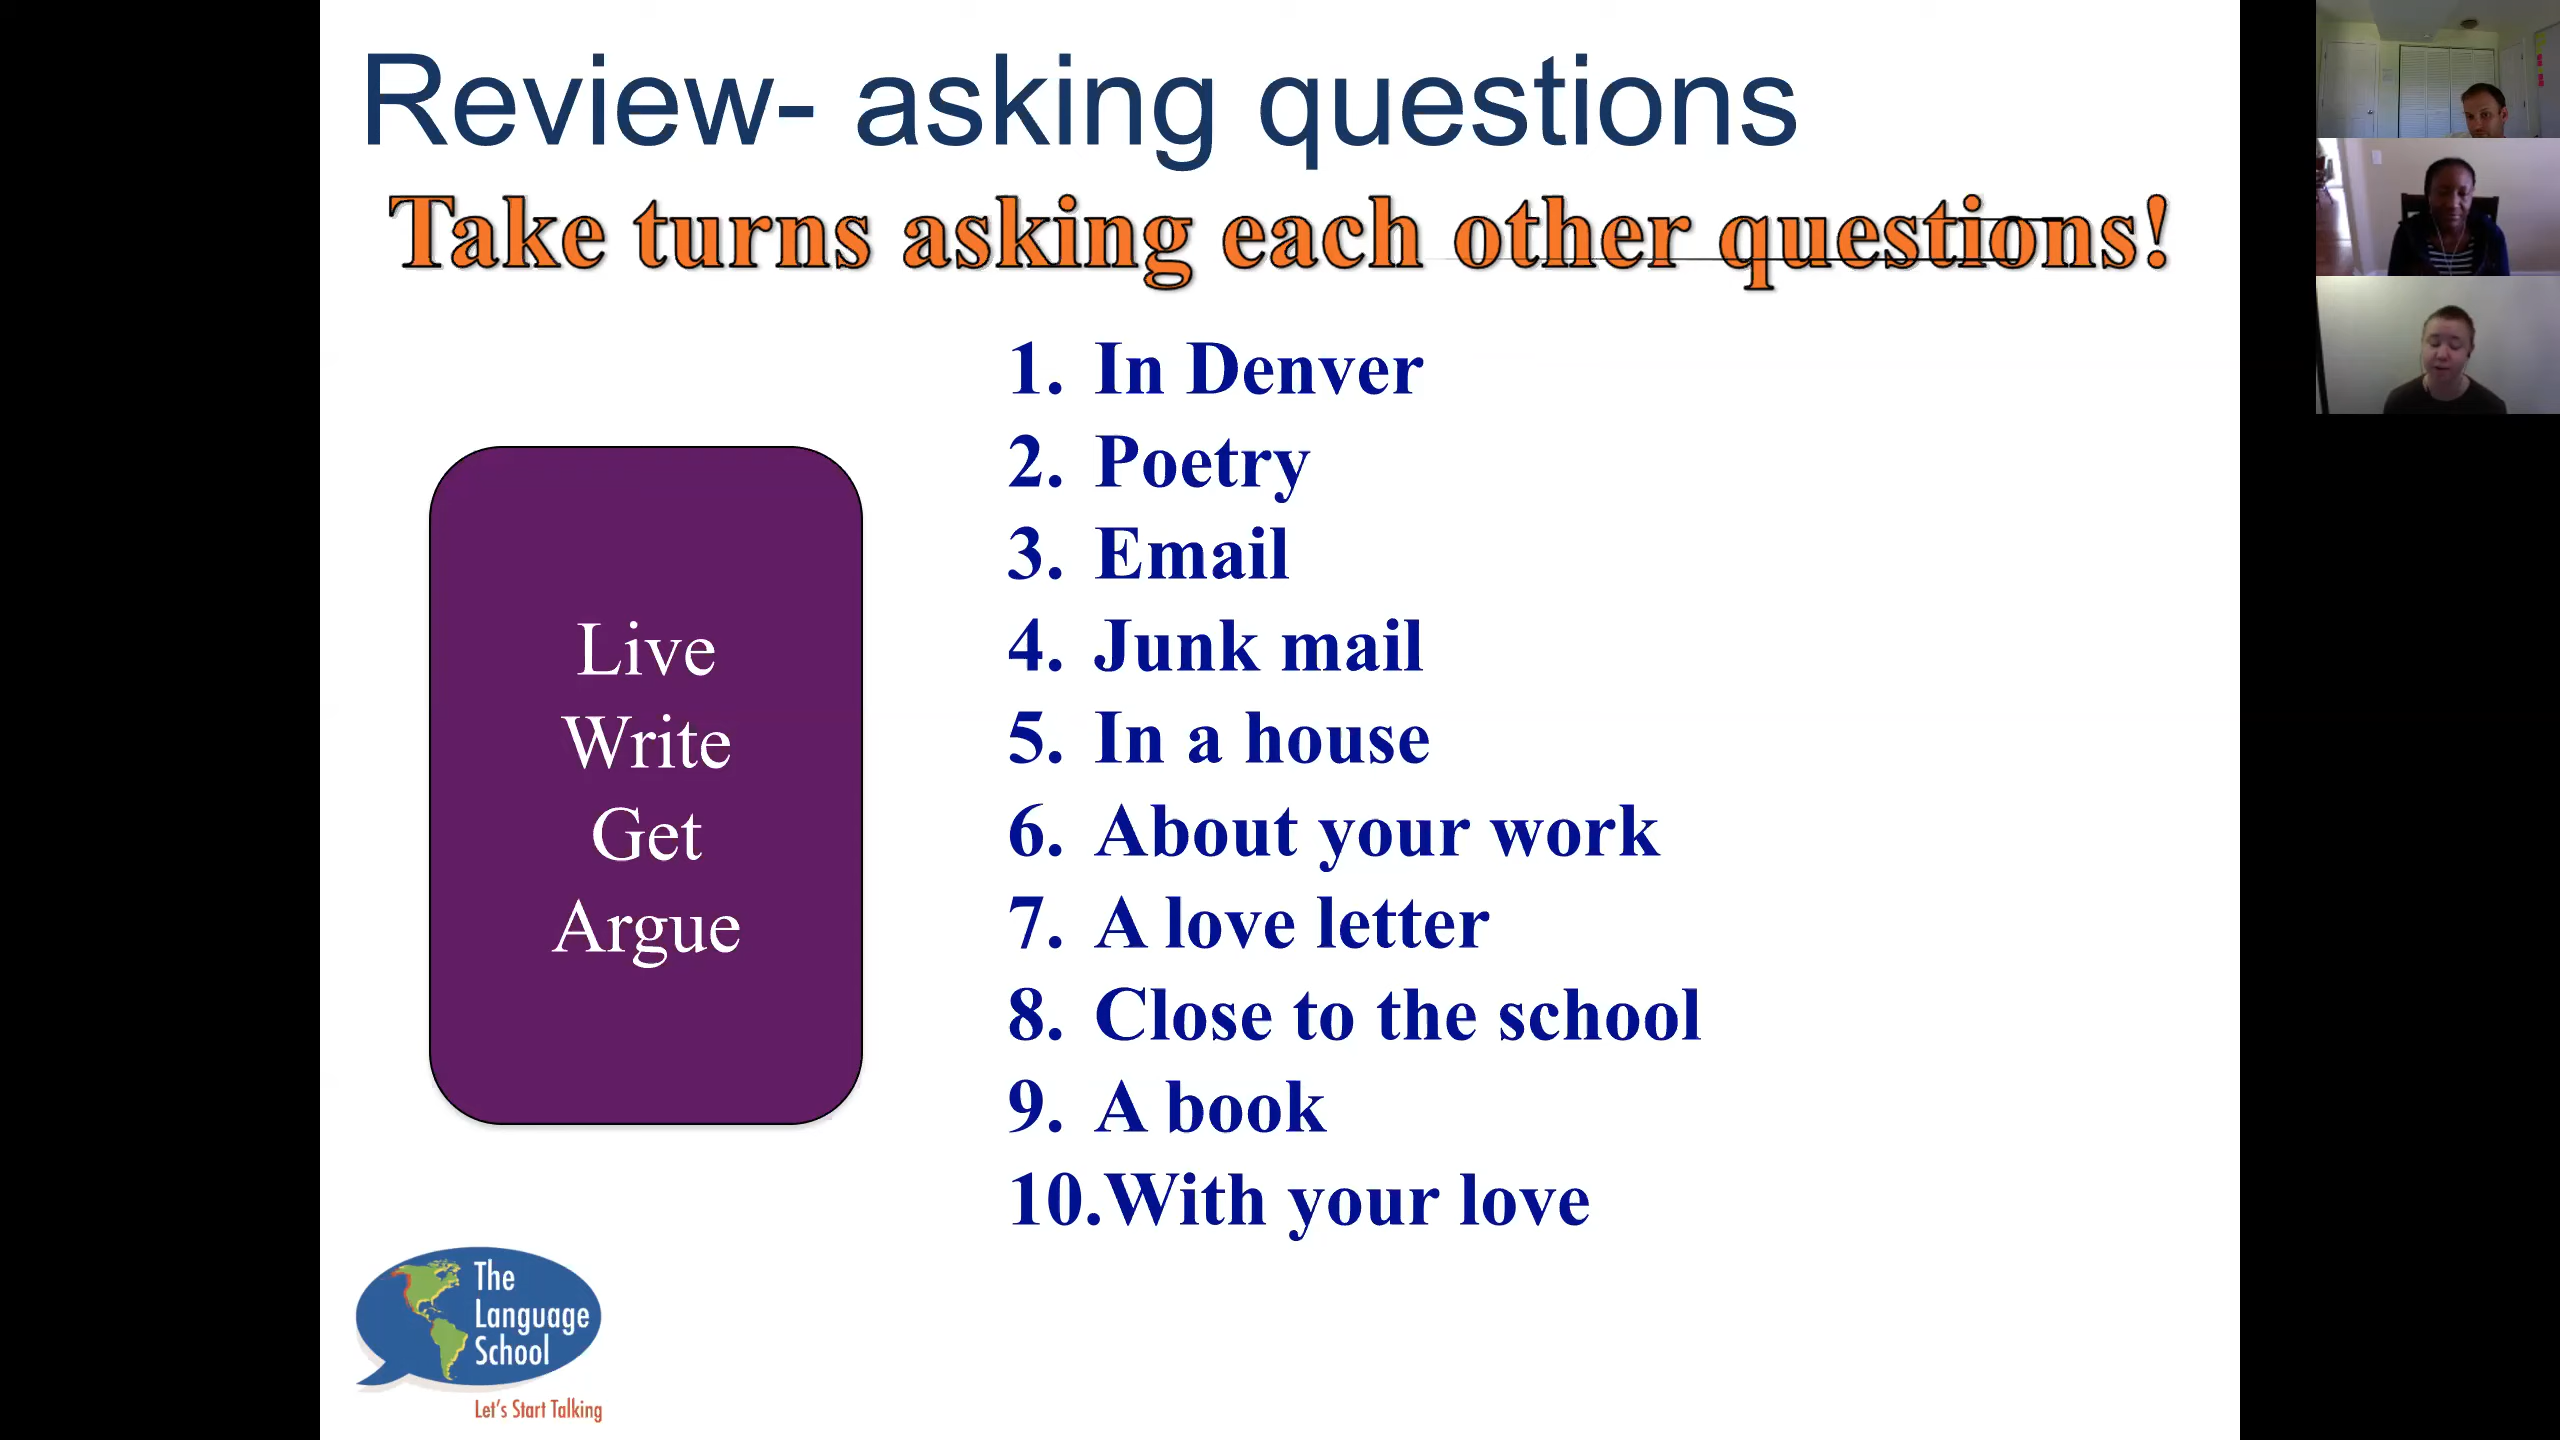 Review- asking questions
Take turns asking each other questions!
Live
Write
Get
Argue
1. In Denver
2. Poetry
3. Email
4. Junk mail
5. In a house
6. About your work
7. A love letter
8. Close to the school
9. A book
10.With your love
The
Language
School
Let's Start Talking